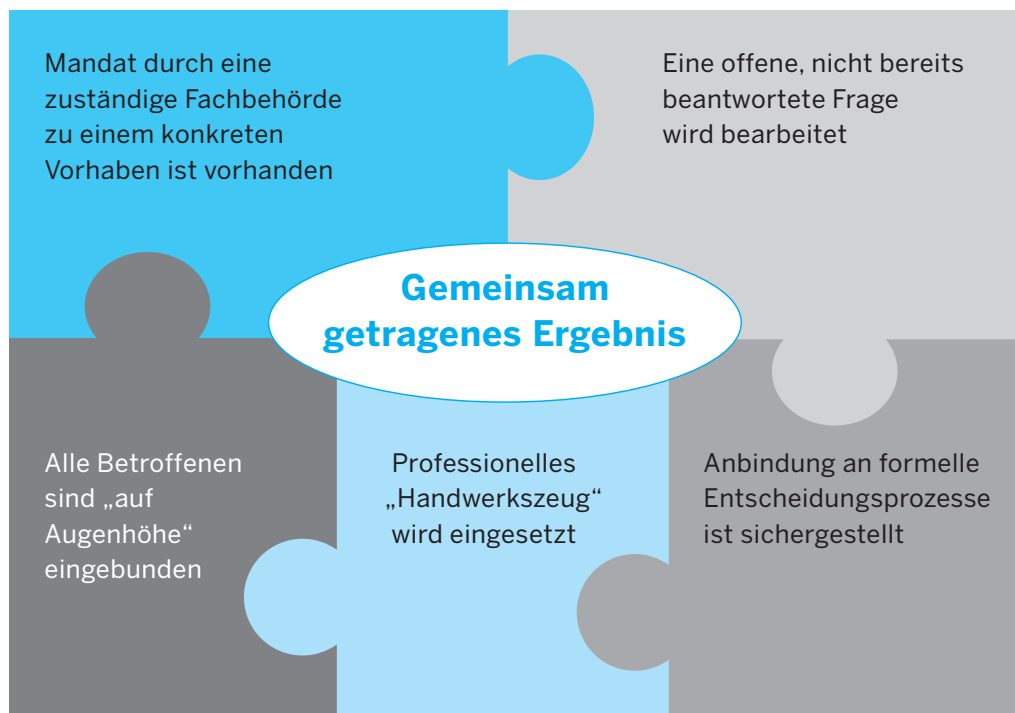 Mandat durch eine
zuständige Fachbehörde
zu einem konkreten
Vorhaben ist vorhanden
Eine offene, nicht bereits
beantwortete Frage
wird bearbeitet
Gemeinsam
getragenes Ergebnis
Alle Betroffenen
sind „auf
Augenhöhe“
eingebunden
Professionelles
„Handwerkszeug“
wird eingesetzt
Anbindung an formelle
Entscheidungsprozesse
ist sichergestellt